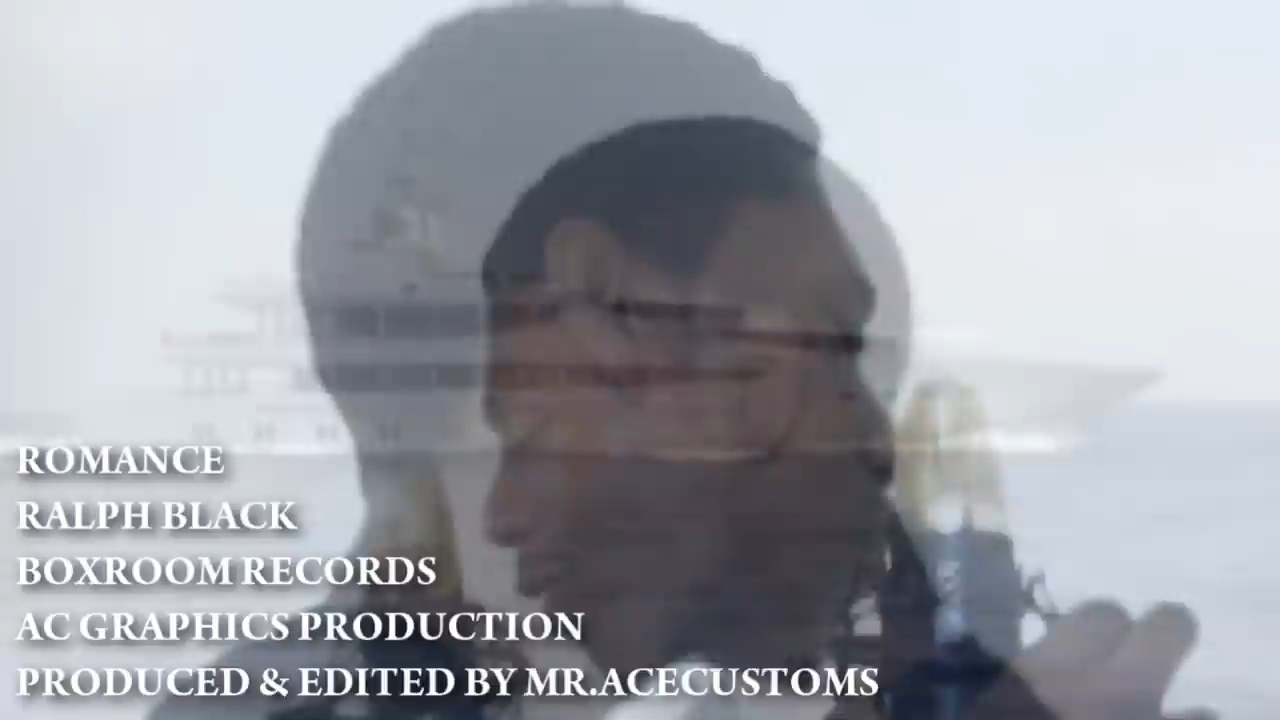 ROMANCE
RALPH BLACK
BOXROOM RECORDS
AC GRAPHICS PRODUCTION
PRODUCED & EDITED BY MR.ACECUSTOMS